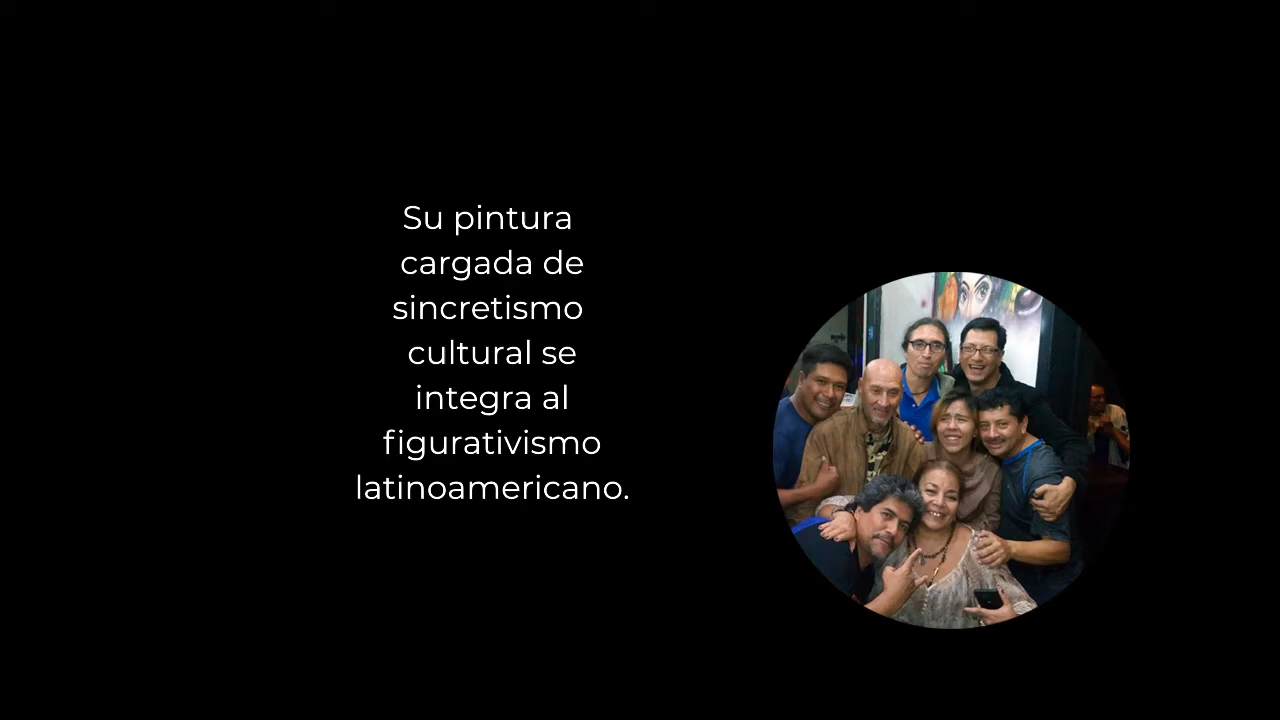 Su pintura
cargada de
sincretismo
cultural se
integra al
figurativismo
latinoamericano.